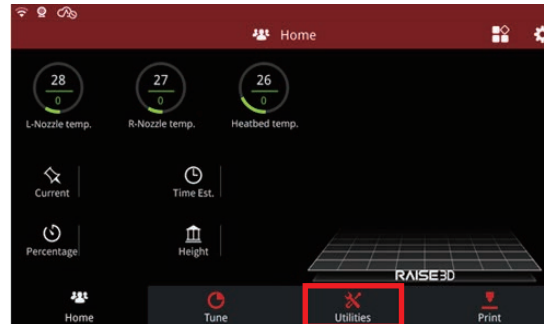 Home
28
0
27
0
26
0
L-Nozzle temp.
R-Nozzle temp.
Heatbed temp.
Current
Time Est.
Percentage
Height
RAISE3D
Home
Tune
Utilities
Print